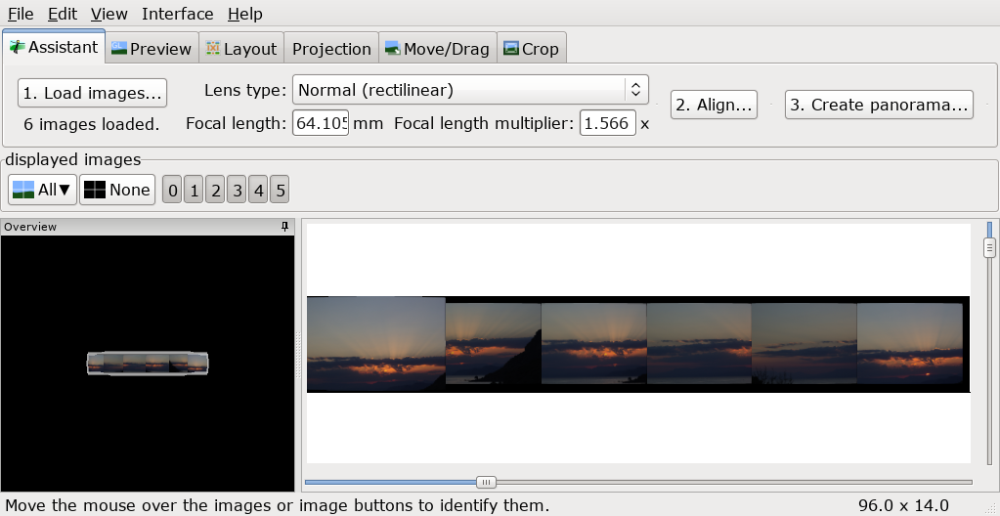 File Edit View Interface Help
Assistant Preview Layout Projection Move/Drag Crop
1. Load images... Lens type: Normal (rectilinear) 2. Align... 3. Create panorama...
6 images loaded. Focal length: 64.105 mm Focal length multiplier: 1.566 x
displayed images
All▼ None 0 1 2 3 4 5
Overview
Move the mouse over the images or image buttons to identify them. 96.0 x 14.0